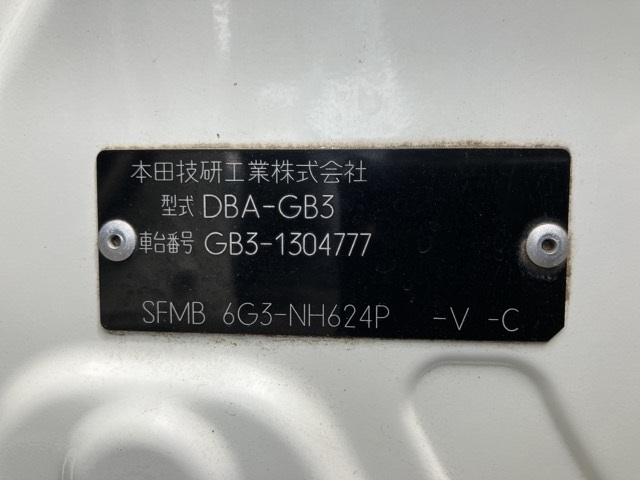 本田技研工業株式会社
型式 DBA-GB3
車台番号 GB3-1304777
SFMB 6G3-NH624P -V -C